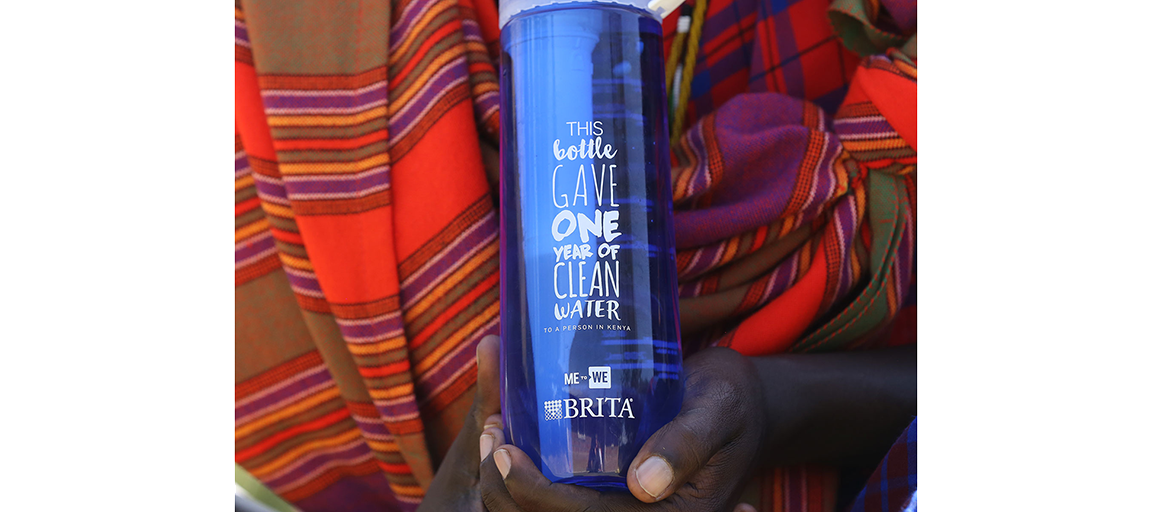 THIS
bottle
GAVE
ONE
YEAR OF
CLEAN
WATER
TO A PERSON IN KENYA
ME TO WE
BRITA®